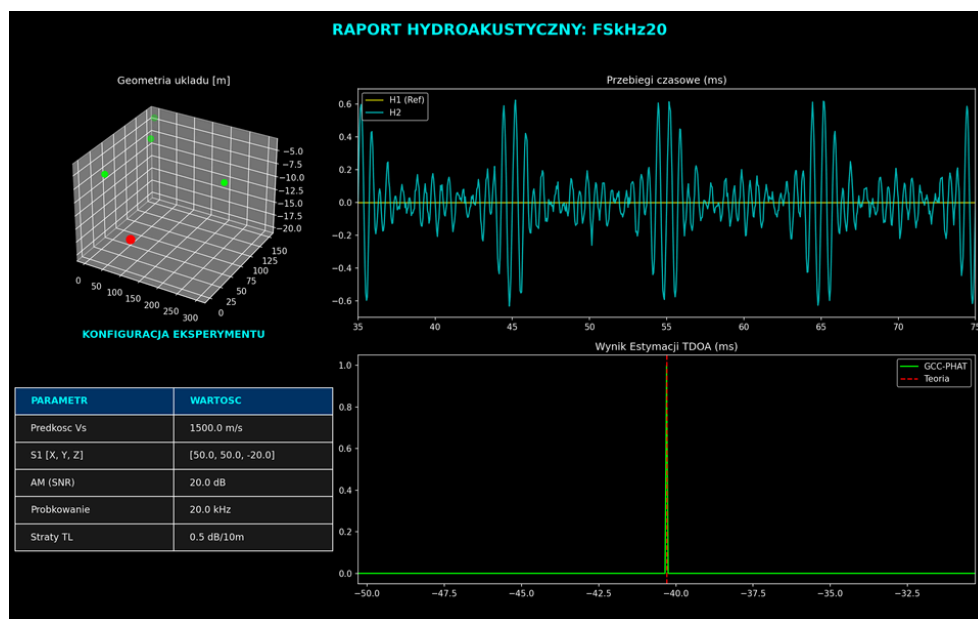 RAPORT HYDROAKUSTYCZNY: FSkHz20
Geometria ukladu [m]
−5.0
−7.5
−10.0
−12.5
−15.0
−17.5
−20.0
0 50 100 150 200 250 300
0 25 50 75 100 125 150
KONFIGURACJA EKSPERYMENTU
PARAMETR WARTOSC
Predkosc Vs 1500.0 m/s
S1 [X, Y, Z] [50.0, 50.0, -20.0]
AM (SNR) 20.0 dB
Probkowanie 20.0 kHz
Straty TL 0.5 dB/10m
Przebiegi czasowe (ms)
H1 (Ref)
H2
0.6
0.4
0.2
0.0
−0.2
−0.4
−0.6
35 40 45 50 55 60 65 70 75
Wynik Estymacji TDOA (ms)
GCC-PHAT
Teoria
1.0
0.8
0.6
0.4
0.2
0.0
−50.0 −47.5 −45.0 −42.5 −40.0 −37.5 −35.0 −32.5